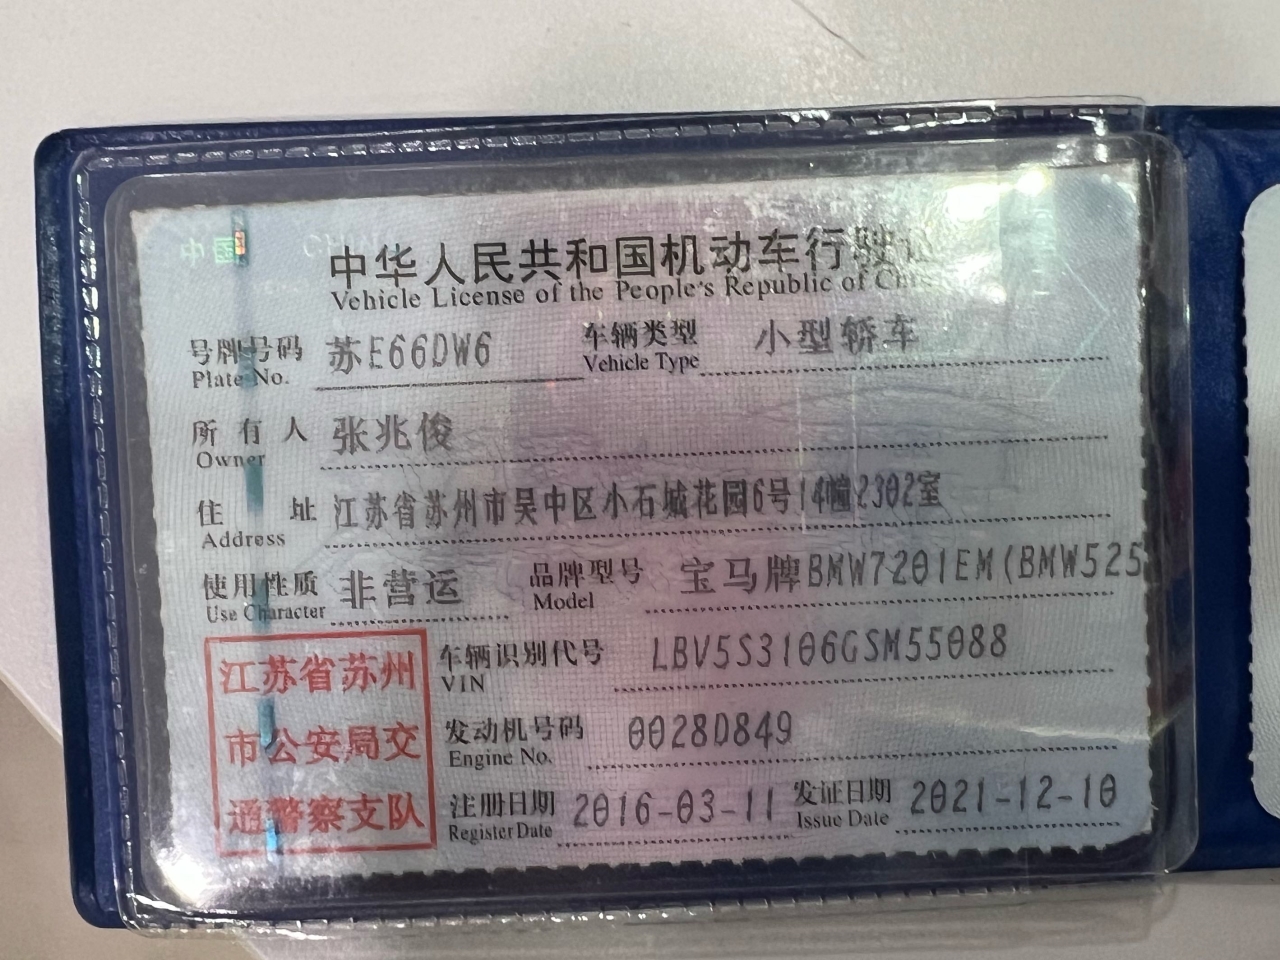 中国
中华人民共和国机动车行驶证
Vehicle License of the People's Republic of China
号牌号码 苏E66DW6 车辆类型 小型轿车
Plate No. Vehicle Type
所有人 张兆俊
Owner
住址 江苏省苏州市吴中区小石城花园6号14幢2302室
Address
使用性质 非营运 品牌型号 宝马牌BMW7201EM(BMW525
Use Character Model
江苏省苏州
市公安局交
通警察支队
车辆识别代号 LBV5S3106GSM55088
VIN
发动机号码 0028D849
Engine No.
注册日期 2016-03-11 发证日期 2021-12-10
Register Date Issue Date